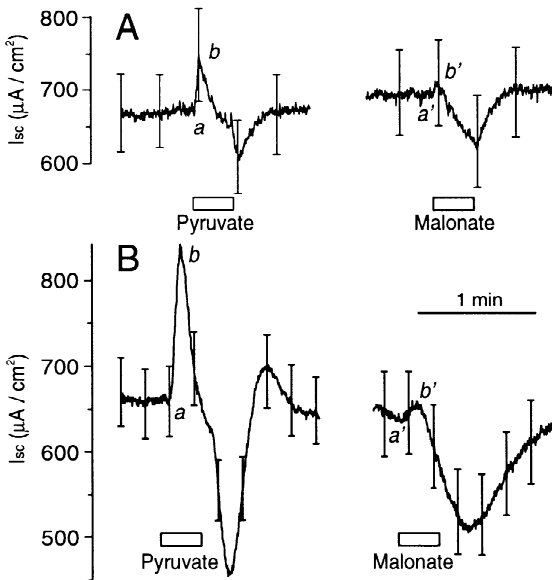 A
Isc (μA / cm²)
800
700
600
b
a
b'
a'
Pyruvate
Malonate
B
Isc (μA / cm²)
800
700
600
500
b
a
1 min
b'
a'
Pyruvate
Malonate